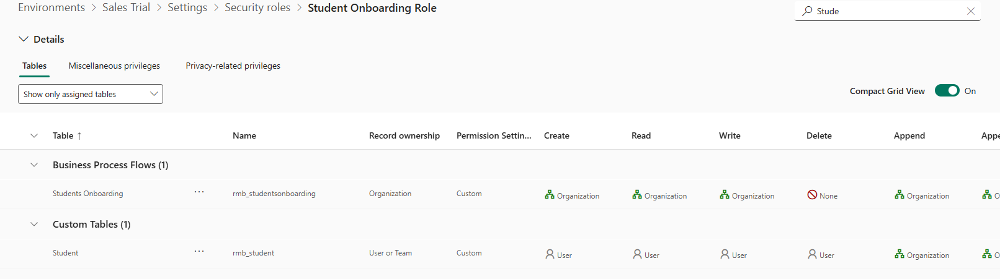 Environments > Sales Trial > Settings > Security roles > Student Onboarding Role
Stude
Details
Tables Miscellaneous privileges Privacy-related privileges
Show only assigned tables
Compact Grid View On
Table ↑ Name Record ownership Permission Settin... Create Read Write Delete Append Appe
Business Process Flows (1)
Students Onboarding ... rmb_studentsonboarding Organization Custom Organization Organization Organization None Organization O
Custom Tables (1)
Student ... rmb_student User or Team Custom User User User User Organization O